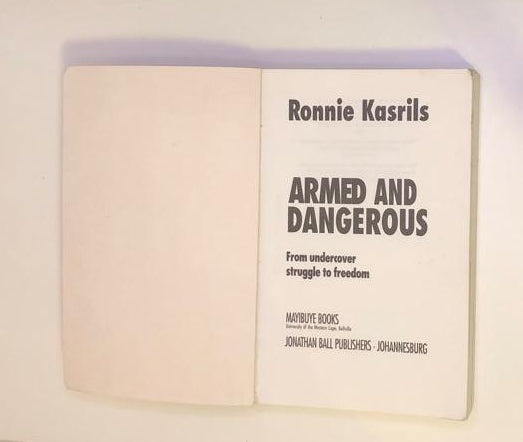 Ronnie Kasrils
ARMED AND
DANGEROUS
From undercover
struggle to freedom
MAYIBUYE BOOKS
University of the Western Cape, Bellville
JONATHAN BALL PUBLISHERS · JOHANNESBURG